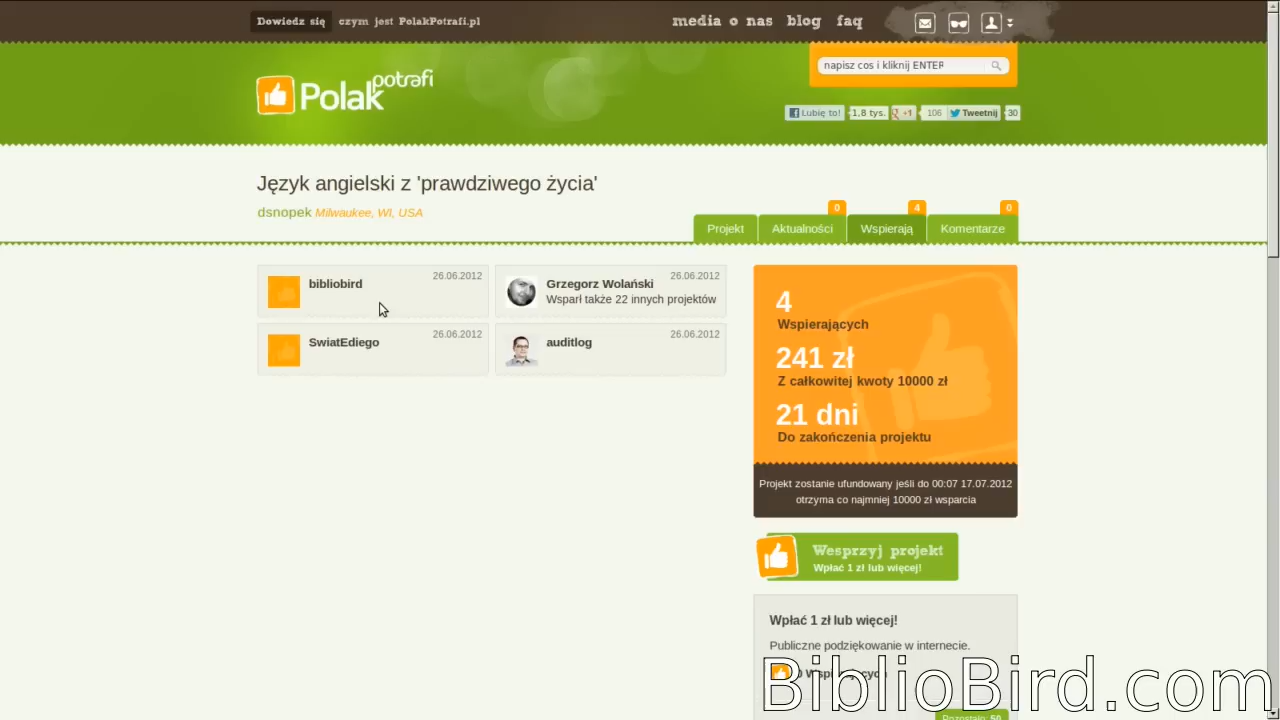 Dowiedz się czym jest PolakPotrafi.pl
media o nas blog faq
napisz cos i kliknij ENTER
Polak potrafi
Lubię to! 1,8 tys. +1 106 Tweetnij 30
Język angielski z 'prawdziwego życia'
dsnopek Milwaukee, WI, USA
0 4 0
Projekt Aktualności Wspierają Komentarze
bibliobird 26.06.2012
Grzegorz Wolański 26.06.2012
Wsparł także 22 innych projektów
SwiatEdiego 26.06.2012
auditlog 26.06.2012
4
Wspierających
241 zł
Z całkowitej kwoty 10000 zł
21 dni
Do zakończenia projektu
Projekt zostanie ufundowany jeśli do 00:07 17.07.2012
otrzyma co najmniej 10000 zł wsparcia
Wesprzyj projekt
Wpłać 1 zł lub więcej!
Wpłać 1 zł lub więcej!
Publiczne podziękowanie w internecie.
0 Wspierających
BiblioBird.com
Pozostało: 50